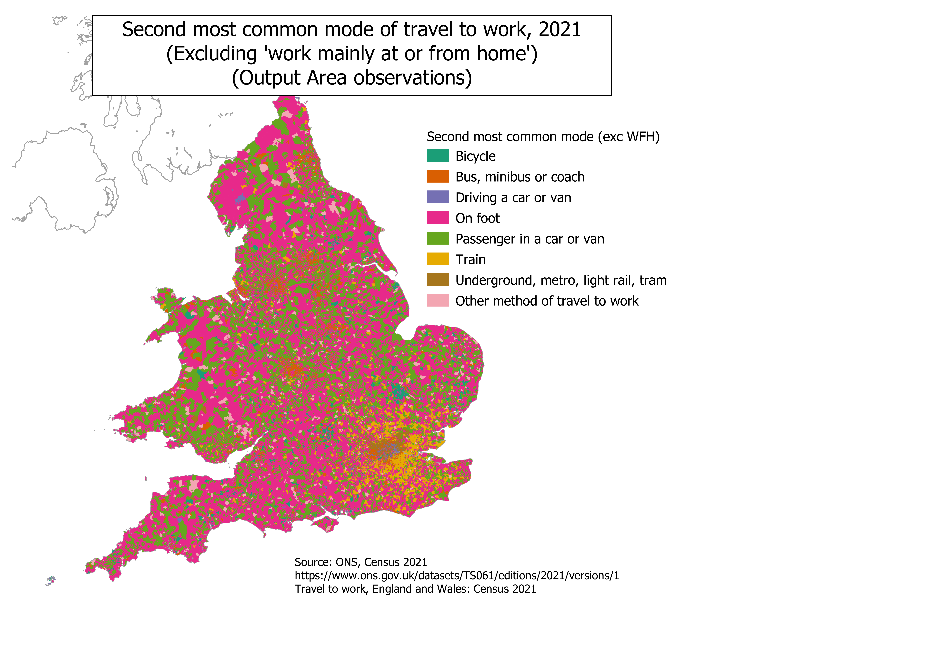 Second most common mode of travel to work, 2021
(Excluding 'work mainly at or from home')
(Output Area observations)
Second most common mode (exc WFH)
Bicycle
Bus, minibus or coach
Driving a car or van
On foot
Passenger in a car or van
Train
Underground, metro, light rail, tram
Other method of travel to work
Source: ONS, Census 2021
https://www.ons.gov.uk/datasets/TS061/editions/2021/versions/1
Travel to work, England and Wales: Census 2021